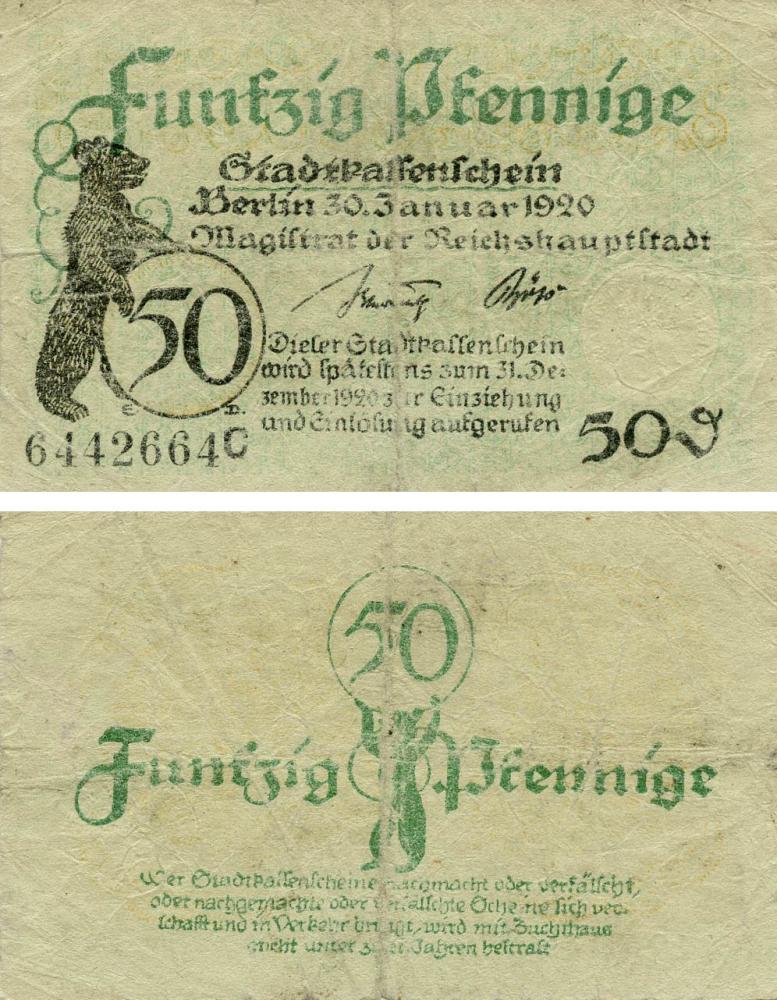 Funfzig Pfennige
Stadtkassenschein
Berlin 30. Januar 1920
Magistrat der Reichshauptstadt
50
Dieser Stadtkassenschein
wird spätestens zum 31. De-
zember 1920 zur Einziehung
und Einlösung aufgerufen
E. D.
6442664C
50 ₰
50
Funfzig Pfennige
Wer Stadtkassenscheine nachmacht oder verfälscht,
oder nachgemachte oder verfälschte Scheine sich ver-
schafft und in Verkehr bringt, wird mit Zuchthaus
nicht unter zwei Jahren bestraft